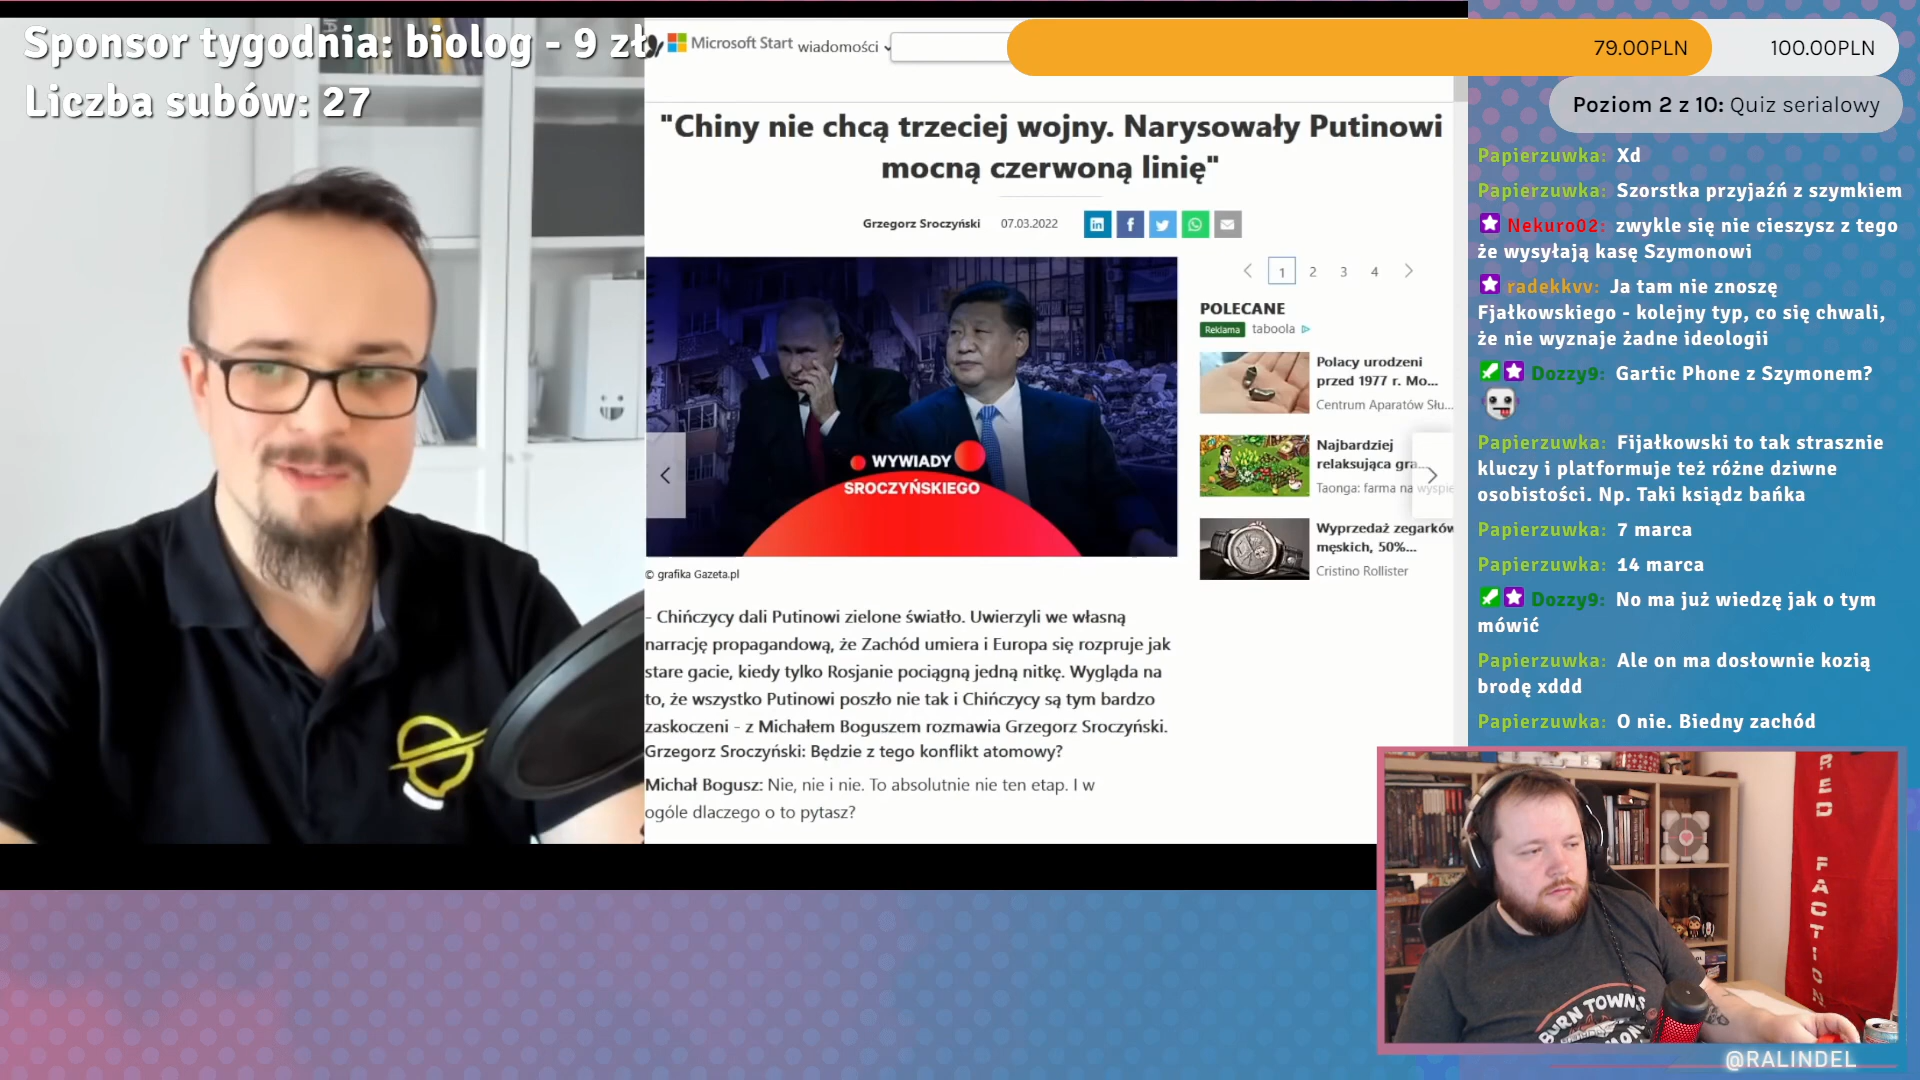 Sponsor tygodnia: biolog - 9 zł
Liczba subów: 27
Microsoft Start wiadomości
79.00PLN
100.00PLN
Poziom 2 z 10: Quiz serialowy
"Chiny nie chcą trzeciej wojny. Narysowały Putinowi
mocną czerwoną linię"
Grzegorz Sroczyński 07.03.2022
1 2 3 4
WYWIADY
SROCZYŃSKIEGO
POLECANE
Reklama taboola
Polacy urodzeni
przed 1977 r. Mo...
Centrum Aparatów Słu...
Najbardziej
relaksująca gra...
Taonga: farma na wyspie
Wyprzedaż zegarków
męskich, 50%...
Cristino Rollister
© grafika Gazeta.pl
- Chińczycy dali Putinowi zielone światło. Uwierzyli we własną
narrację propagandową, że Zachód umiera i Europa się rozpruje jak
stare gacie, kiedy tylko Rosjanie pociągną jedną nitkę. Wygląda na
to, że wszystko Putinowi poszło nie tak i Chińczycy są tym bardzo
zaskoczeni - z Michałem Boguszem rozmawia Grzegorz Sroczyński.
Grzegorz Sroczyński: Będzie z tego konflikt atomowy?
Michał Bogusz: Nie, nie i nie. To absolutnie nie ten etap. I w
ogóle dlaczego o to pytasz?
Papierzuwka: Xd
Papierzuwka: Szorstka przyjaźń z szymkiem
Nekuro02: zwykle się nie cieszysz z tego
że wysyłają kasę Szymonowi
radekkvv: Ja tam nie znoszę
Fjałkowskiego - kolejny typ, co się chwali,
że nie wyznaje żadne ideologii
Dozzy9: Gartic Phone z Szymonem?
Papierzuwka: Fijałkowski to tak strasznie
kluczy i platformuje też różne dziwne
osobistości. Np. Taki ksiądz bańka
Papierzuwka: 7 marca
Papierzuwka: 14 marca
Dozzy9: No ma już wiedzę jak o tym
mówić
Papierzuwka: Ale on ma dosłownie kozią
brodę xddd
Papierzuwka: O nie. Biedny zachód
RED FACTION
BURN TOWNS
@RALINDEL